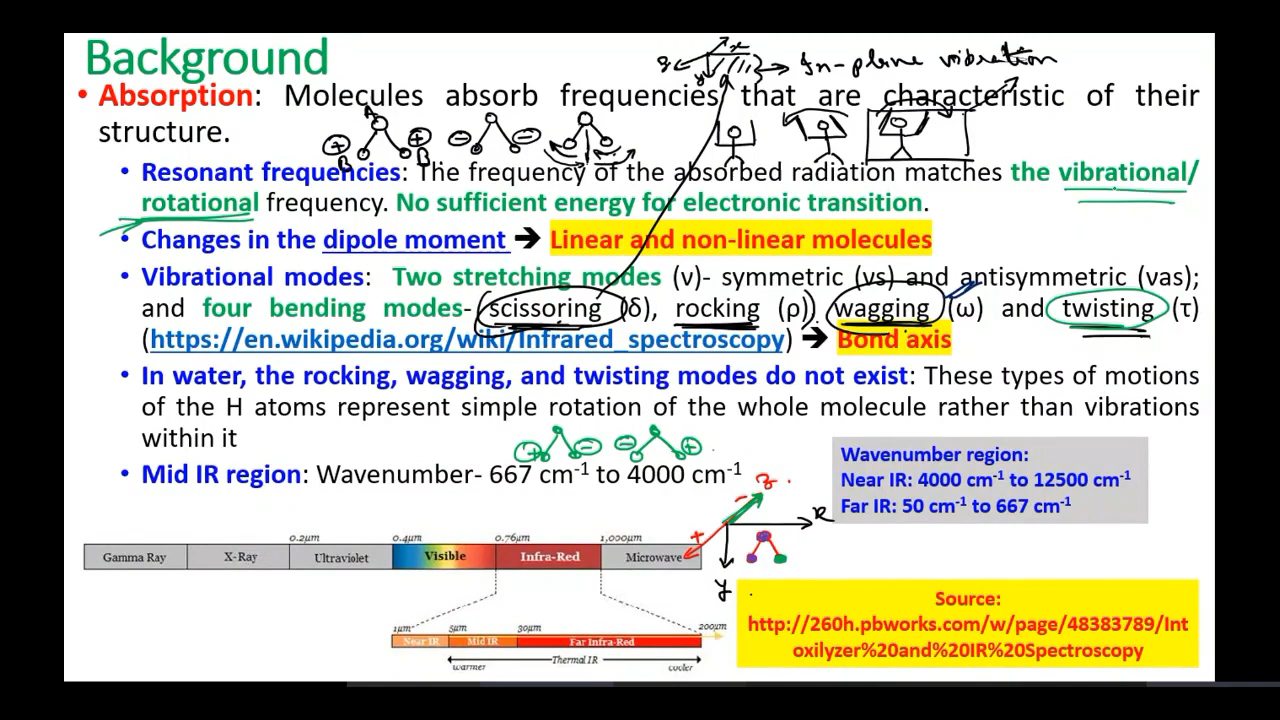 Background
In-plane vibration
• Absorption: Molecules absorb frequencies that are characteristic of their
structure.
• Resonant frequencies: The frequency of the absorbed radiation matches the vibrational/
rotational frequency. No sufficient energy for electronic transition.
• Changes in the dipole moment → Linear and non-linear molecules
• Vibrational modes: Two stretching modes (ν)- symmetric (νs) and antisymmetric (νas);
and four bending modes- scissoring (δ), rocking (ρ), wagging (ω) and twisting (τ)
(https://en.wikipedia.org/wiki/Infrared_spectroscopy) → Bond axis
• In water, the rocking, wagging, and twisting modes do not exist: These types of motions
of the H atoms represent simple rotation of the whole molecule rather than vibrations
within it
• Mid IR region: Wavenumber- 667 cm-1 to 4000 cm-1
Wavenumber region:
Near IR: 4000 cm-1 to 12500 cm-1
Far IR: 50 cm-1 to 667 cm-1
z
x
y
0.2µm 0.4µm 0.76µm 1,000µm
Gamma Ray X-Ray Ultraviolet Visible Infra-Red Microwave
1µm 5µm 30µm 200µm
Near IR Mid IR Far Infra-Red
warmer Thermal IR cooler
Source:
http://260h.pbworks.com/w/page/48383789/Int
oxilyzer%20and%20IR%20Spectroscopy